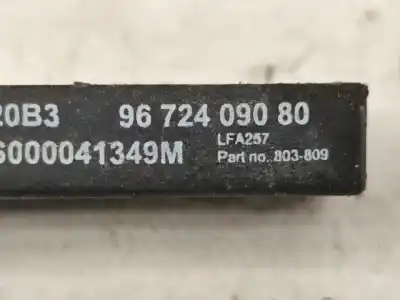 20B3 96 724 090 80
6000041349M LFA257
Part no. 803-809